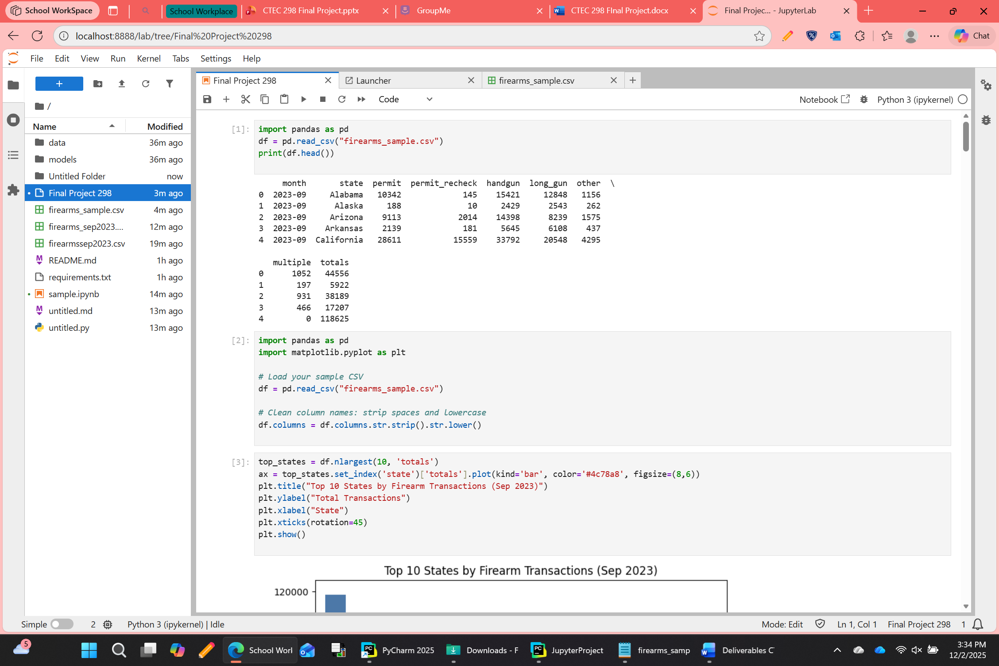 School WorkSpace
School Workplace
CTEC 298 Final Project.pptx
GroupMe
CTEC 298 FInal Project.docx
Final Projec... - JupyterLab
localhost:8888/lab/tree/Final%20Project%20298
Chat
File Edit View Run Kernel Tabs Settings Help
Final Project 298
Launcher
firearms_sample.csv
Code
Notebook
Python 3 (ipykernel)
/
Name Modified
data 36m ago
models 36m ago
Untitled Folder now
Final Project 298 3m ago
firearms_sample.csv 4m ago
firearms_sep2023.... 12m ago
firearmssep2023.csv 19m ago
README.md 1h ago
requirements.txt 1h ago
sample.ipynb 14m ago
untitled.md 13m ago
untitled.py 13m ago
[1]:
import pandas as pd
df = pd.read_csv("firearms_sample.csv")
print(df.head())
month state permit permit_recheck handgun long_gun other \
0 2023-09 Alabama 10342 145 15421 12848 1156
1 2023-09 Alaska 188 10 2429 2543 262
2 2023-09 Arizona 9113 2014 14398 8239 1575
3 2023-09 Arkansas 2139 181 5645 6108 437
4 2023-09 California 28611 15559 33792 20548 4295
multiple totals
0 1052 44556
1 197 5922
2 931 38189
3 466 17207
4 0 118625
[2]:
import pandas as pd
import matplotlib.pyplot as plt
# Load your sample CSV
df = pd.read_csv("firearms_sample.csv")
# Clean column names: strip spaces and lowercase
df.columns = df.columns.str.strip().str.lower()
[3]:
top_states = df.nlargest(10, 'totals')
ax = top_states.set_index('state')['totals'].plot(kind='bar', color='#4c78a8', figsize=(8,6))
plt.title("Top 10 States by Firearm Transactions (Sep 2023)")
plt.ylabel("Total Transactions")
plt.xlabel("State")
plt.xticks(rotation=45)
plt.show()
Top 10 States by Firearm Transactions (Sep 2023)
120000
Simple 2 Python 3 (ipykernel) | Idle
Mode: Edit Ln 1, Col 1 Final Project 298 1
5
School Worl
PyCharm 2025
Downloads - F
JupyterProject
firearms_samp
Deliverables C
3:34 PM
12/2/2025